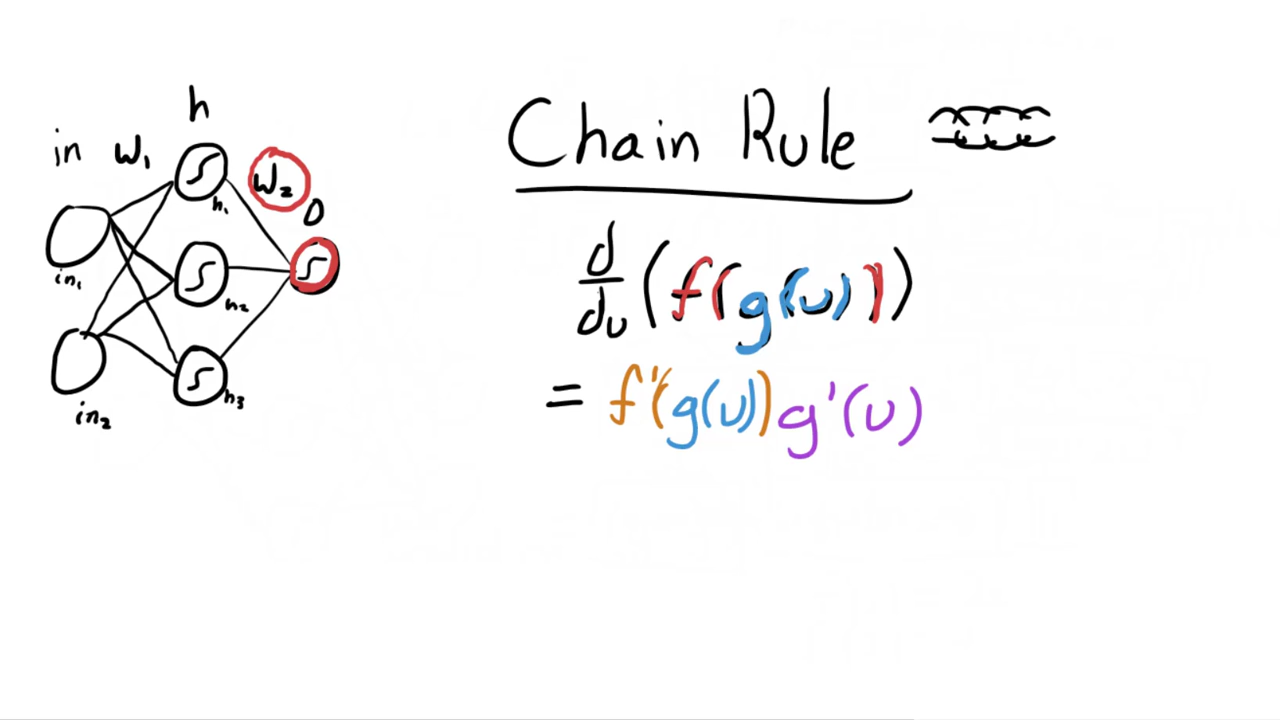 h
in w₁
w₂
h₁
o
in₁
h₂
h₃
in₂
Chain Rule
d/du (f(g(u)))
= f'(g(u))g'(u)